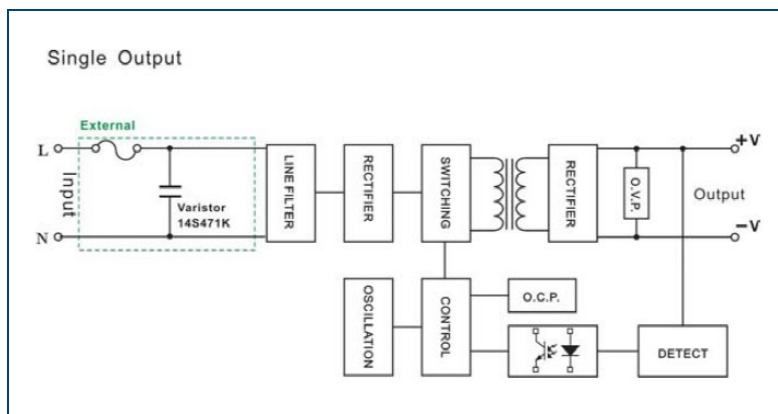 Single Output
External
L
N
Input
Varistor
14S471K
LINE FILTER
RECTIFIER
SWITCHING
RECTIFIER
O.V.P.
+V
Output
-V
OSCILLATION
CONTROL
O.C.P.
DETECT